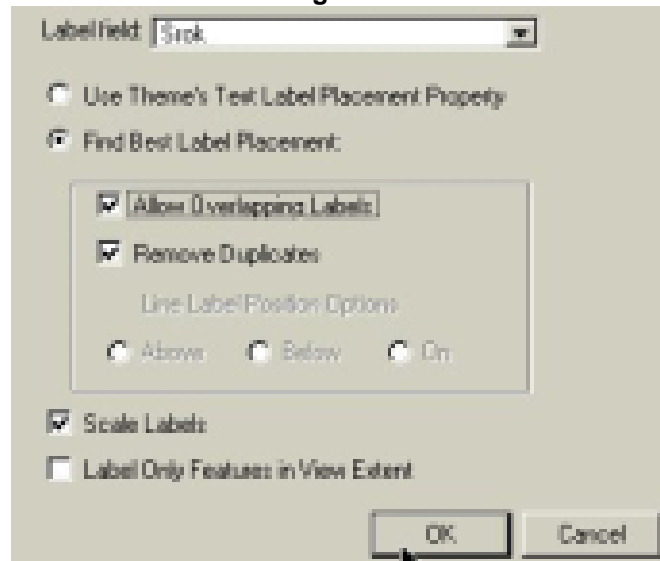 Label field: Srok
Use Theme's Text Label Placement Property
Find Best Label Placement:
Allow Overlapping Labels
Remove Duplicates
Line Label Position Options
Above Below On
Scale Labels
Label Only Features in View Extent
OK Cancel